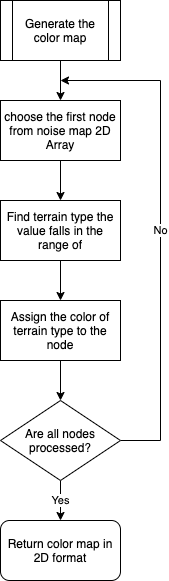 Generate the
color map
choose the first node
from noise map 2D
Array
Find terrain type the
value falls in the
range of
No
Assign the color of
terrain type to the
node
Are all nodes
processed?
Yes
Return color map in
2D format